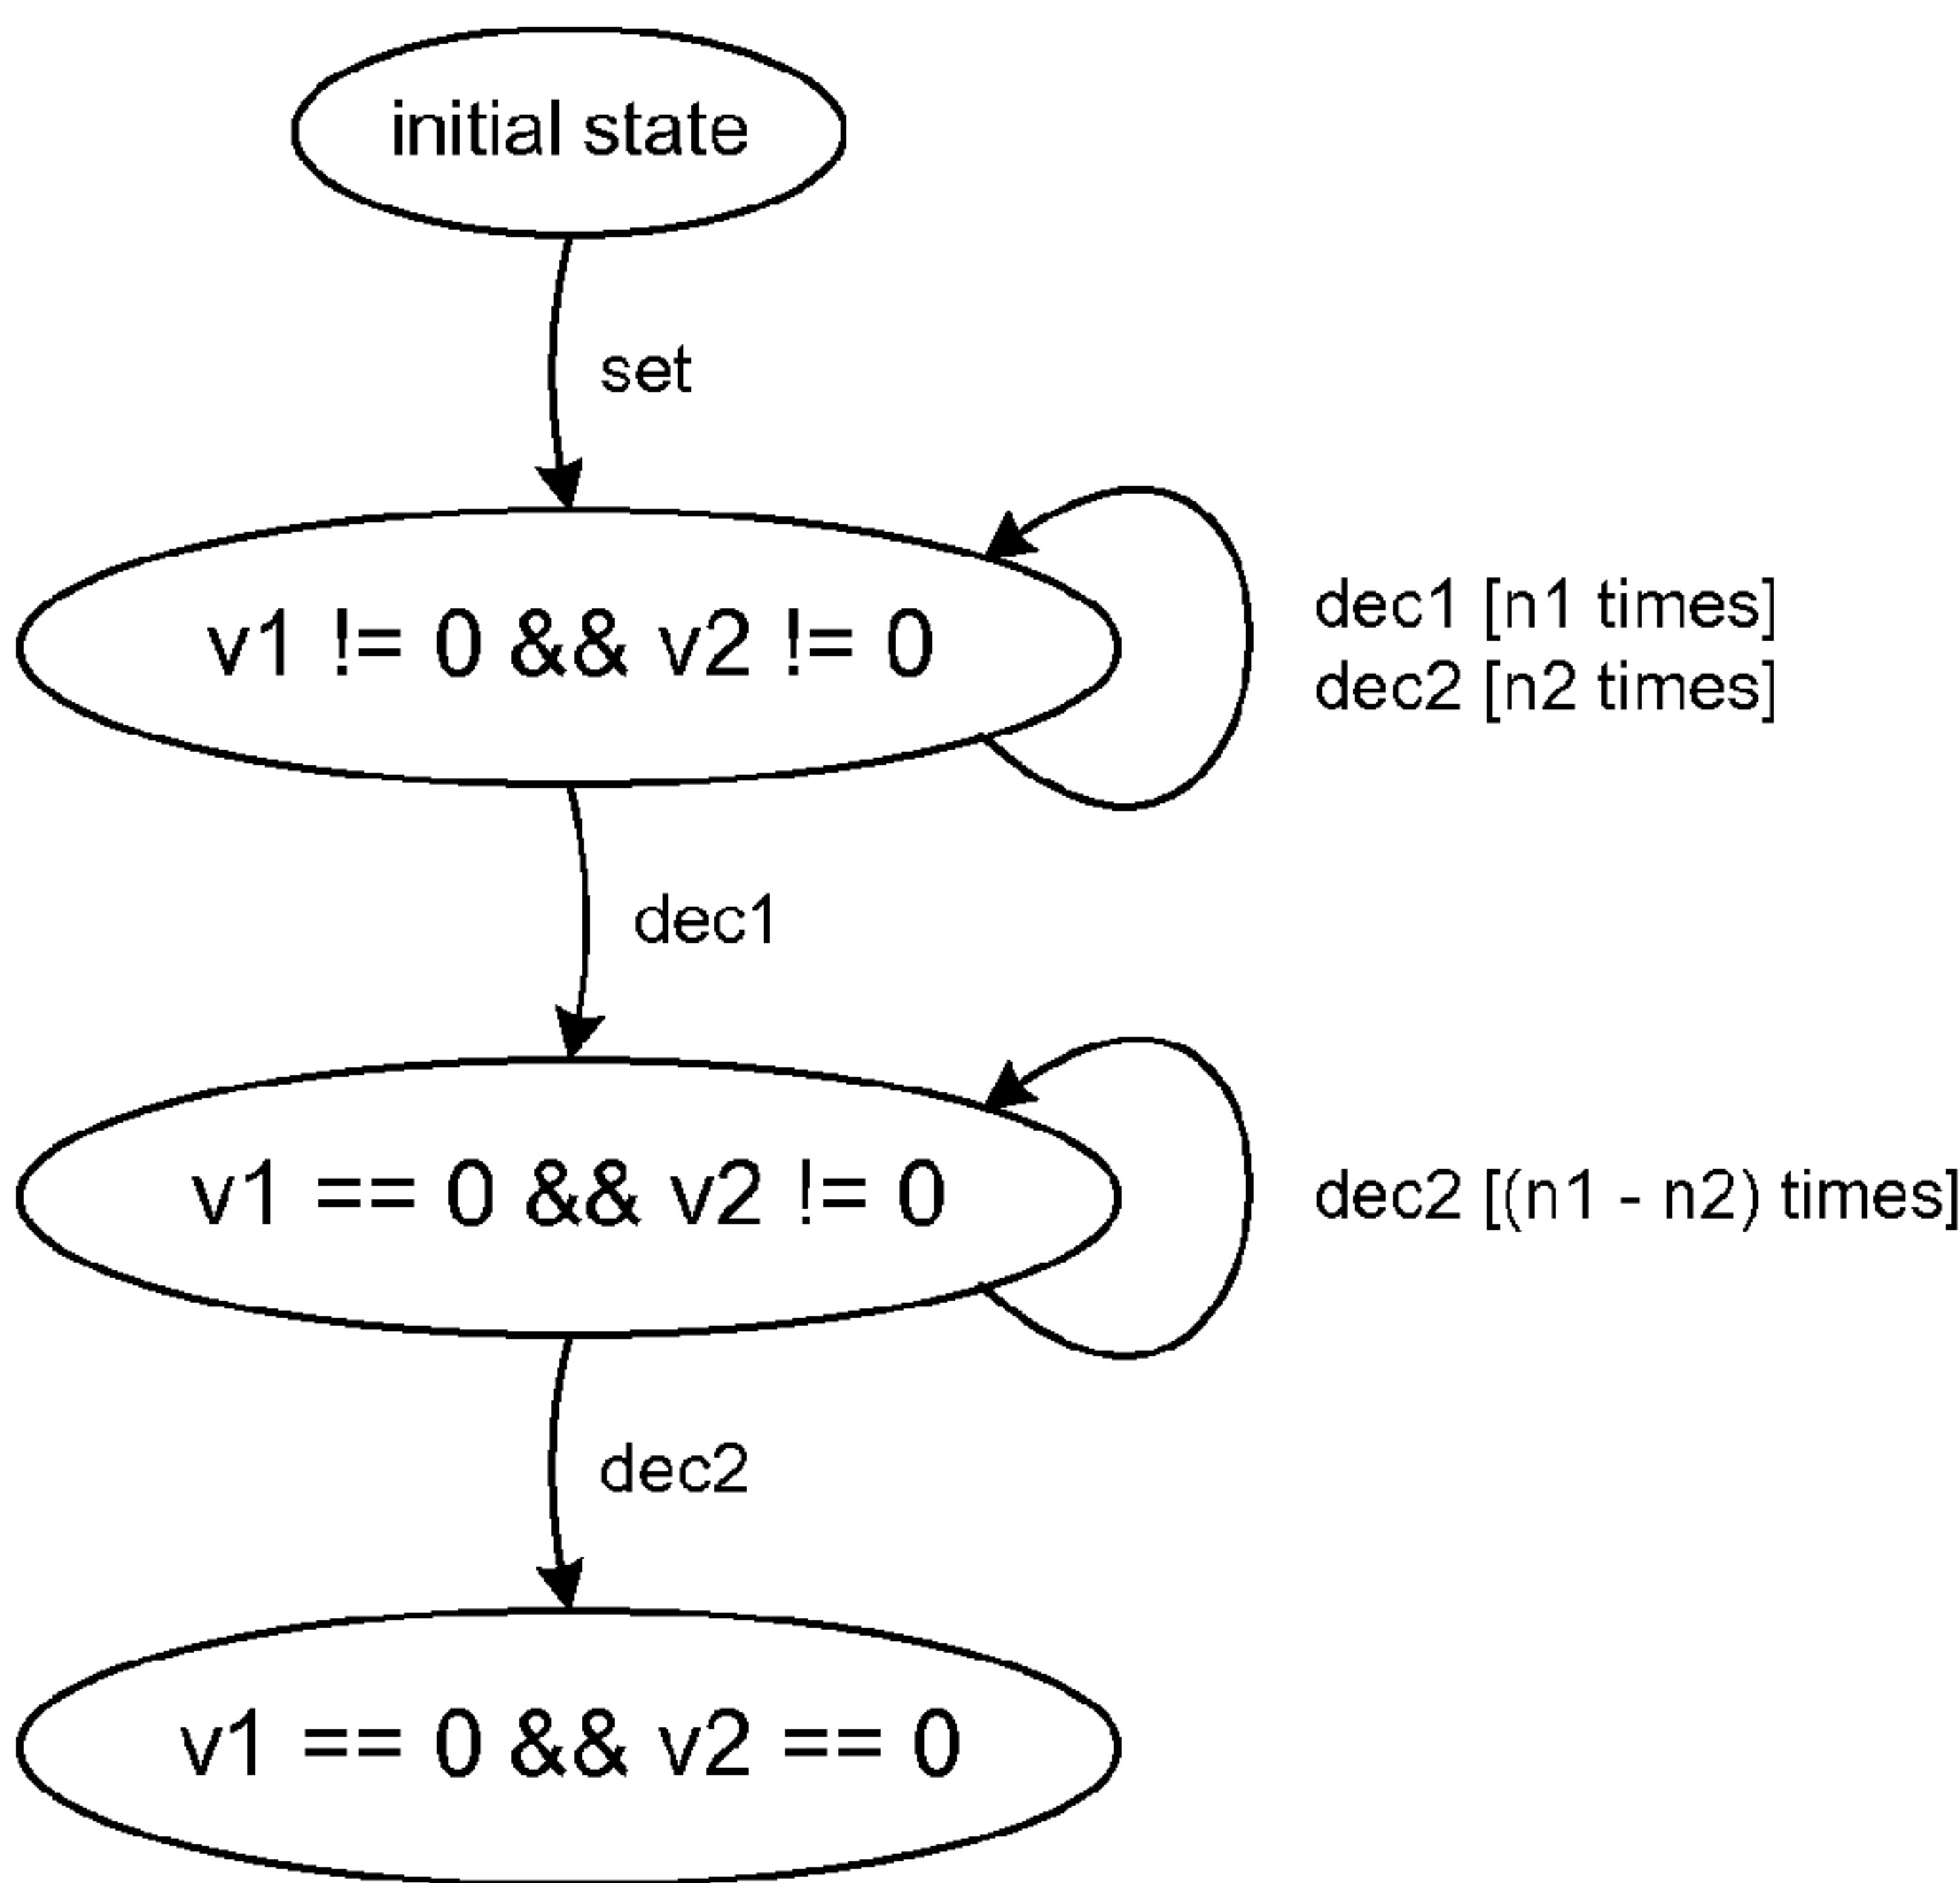 initial state
set
v1 != 0 && v2 != 0
dec1 [n1 times]
dec2 [n2 times]
dec1
v1 == 0 && v2 != 0
dec2 [(n1 - n2) times]
dec2
v1 == 0 && v2 == 0